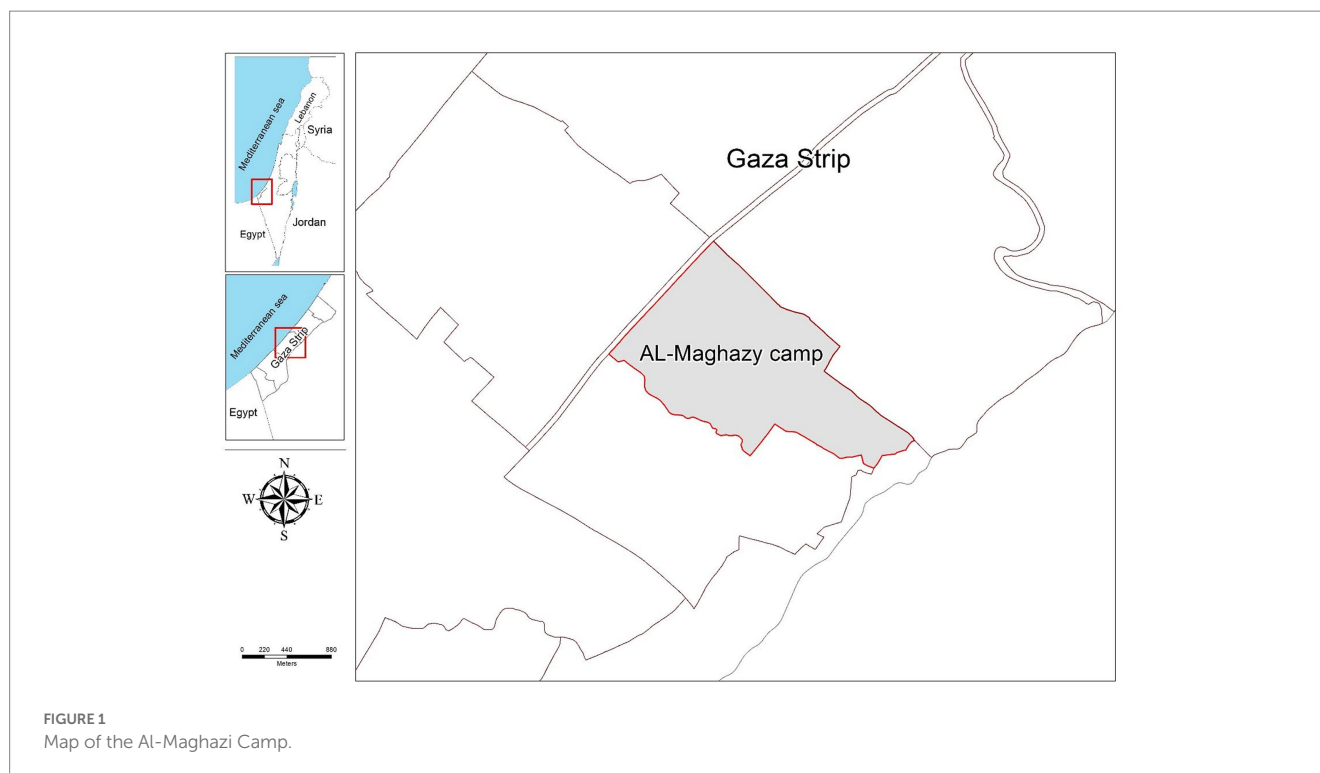 Mediterranean sea
Lebanon
Syria
Jordan
Egypt
Mediterranean sea
Gaza Strip
Egypt
N
W
E
S
0 220 440 880
Meters
Gaza Strip
AL-Maghazy camp
FIGURE 1
Map of the Al-Maghazi Camp.